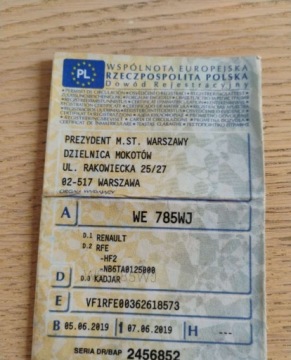 PL
WSPÓLNOTA EUROPEJSKA
RZECZPOSPOLITA POLSKA
Dowód Rejestracyjny
PREZYDENT M.ST. WARSZAWY
DZIELNICA MOKOTÓW
UL. RAKOWIECKA 25/27
02-517 WARSZAWA
A WE 785WJ
D.1 RENAULT
D.2 RFE
-HF2
-NB6TA0125B00
D D.3 KADJAR
E VF1RFE00362618573
B 05.06.2019 I 07.06.2019 H ---
SERIA DR/BAP 2456852